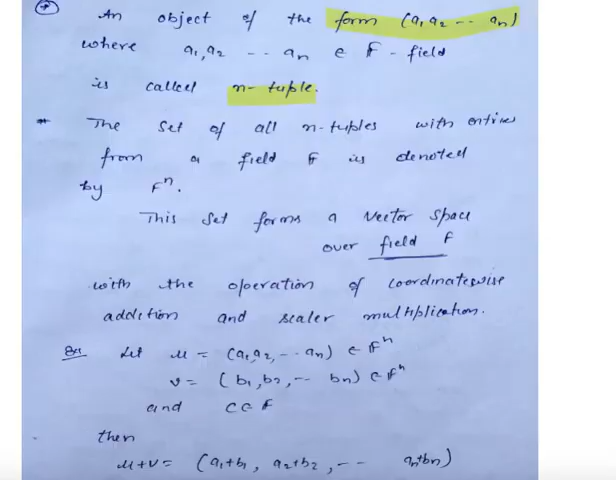 An object of the form (a₁ a₂ -- aₙ)
where a₁, a₂ -- aₙ ∈ F - field
is called n-tuple.
* The set of all n-tuples with entries
from a field F is denoted
by Fⁿ.
This set forms a vector space
over field F
with the operation of coordinatewise
addition and scaler multiplication.
Ex: Let u = (a₁, a₂, -- aₙ) ∈ Fⁿ
v = (b₁, b₂, -- bₙ) ∈ Fⁿ
and c ∈ F
then
u+v = (a₁+b₁, a₂+b₂, -- aₙ+bₙ)